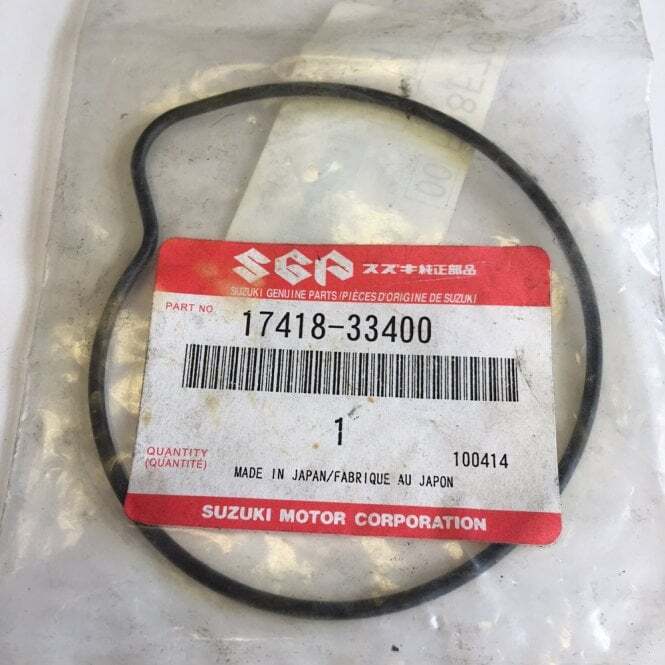 SGP スズキ純正部品
SUZUKI GENUINE PARTS/PIÈCES D'ORIGINE DE SUZUKI
PART NO.
17418-33400
1
QUANTITY
(QUANTITÉ)
100414
MADE IN JAPAN/FABRIQUE AU JAPON
SUZUKI MOTOR CORPORATION